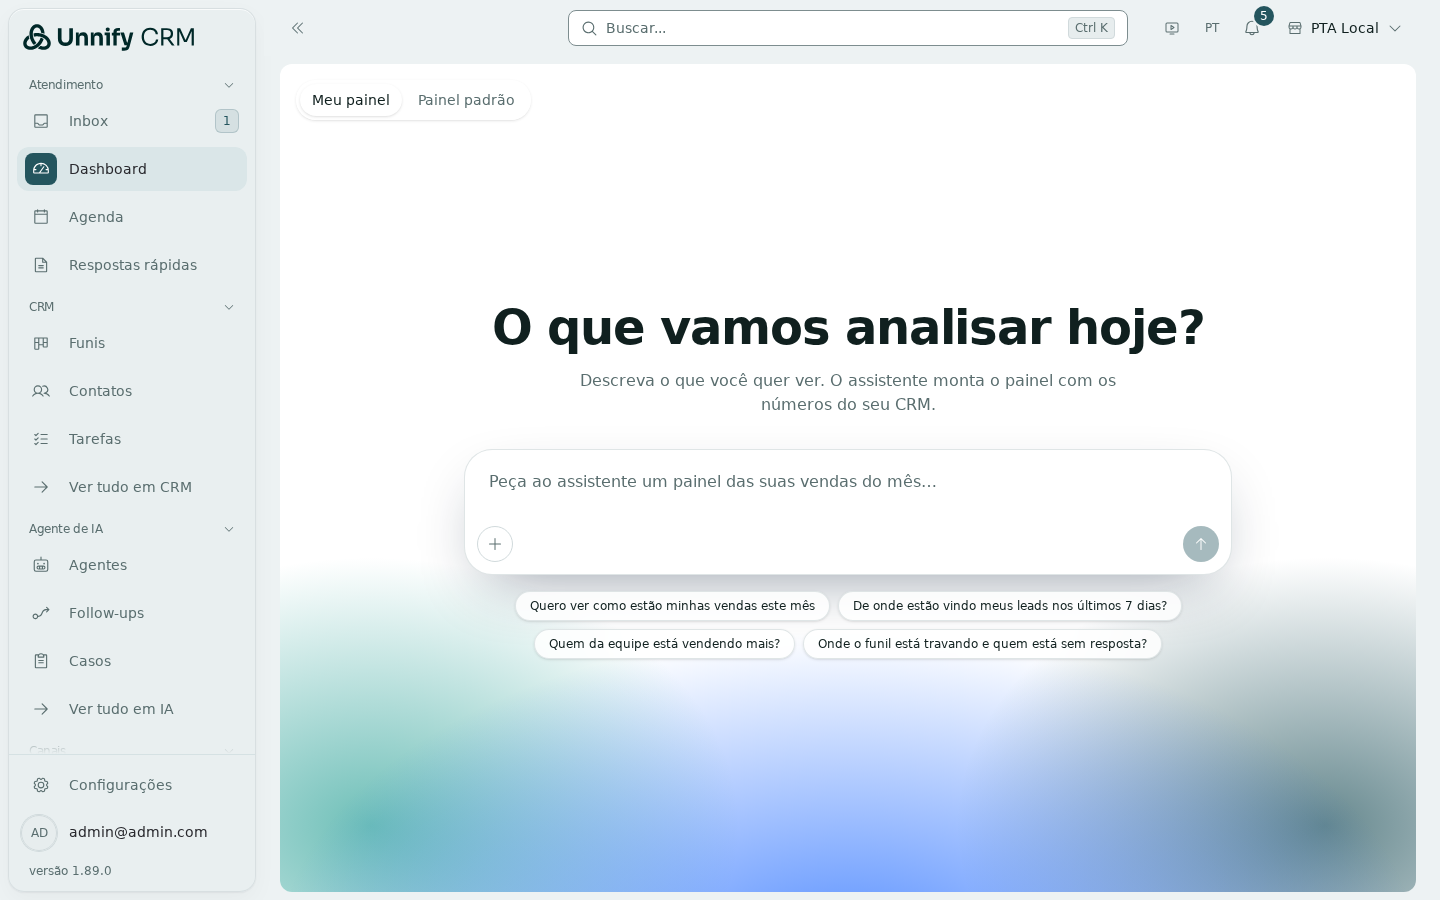 Unnify CRM
Atendimento
Inbox
1
Dashboard
Agenda
Respostas rápidas
CRM
Funis
Contatos
Tarefas
Ver tudo em CRM
Agente de IA
Agentes
Follow-ups
Casos
Ver tudo em IA
Canais
Configurações
AD
admin@admin.com
versão 1.89.0
Buscar...
Ctrl K
PT
5
PTA Local
Meu painel
Painel padrão
O que vamos analisar hoje?
Descreva o que você quer ver. O assistente monta o painel com os
números do seu CRM.
Peça ao assistente um painel das suas vendas do mês...
Quero ver como estão minhas vendas este mês
De onde estão vindo meus leads nos últimos 7 dias?
Quem da equipe está vendendo mais?
Onde o funil está travando e quem está sem resposta?